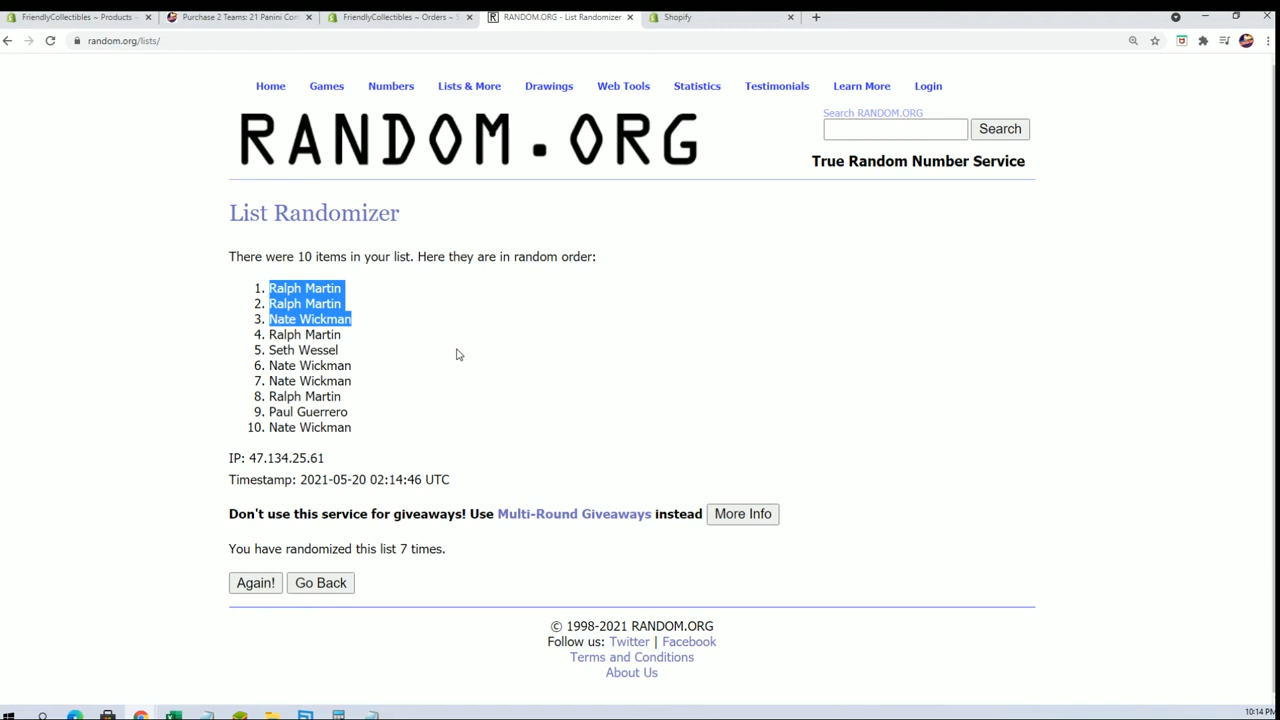 FriendlyCollectibles ~ Products ~
Purchase 2 Teams: 21 Panini Con
FriendlyCollectibles ~ Orders ~ S
RANDOM.ORG - List Randomizer
Shopify
random.org/lists/
Home Games Numbers Lists & More Drawings Web Tools Statistics Testimonials Learn More Login
RANDOM.ORG
Search RANDOM.ORG
Search
True Random Number Service
List Randomizer
There were 10 items in your list. Here they are in random order:
1. Ralph Martin
2. Ralph Martin
3. Nate Wickman
4. Ralph Martin
5. Seth Wessel
6. Nate Wickman
7. Nate Wickman
8. Ralph Martin
9. Paul Guerrero
10. Nate Wickman
IP: 47.134.25.61
Timestamp: 2021-05-20 02:14:46 UTC
Don't use this service for giveaways! Use Multi-Round Giveaways instead More Info
You have randomized this list 7 times.
Again! Go Back
© 1998-2021 RANDOM.ORG
Follow us: Twitter | Facebook
Terms and Conditions
About Us
10:14 PM